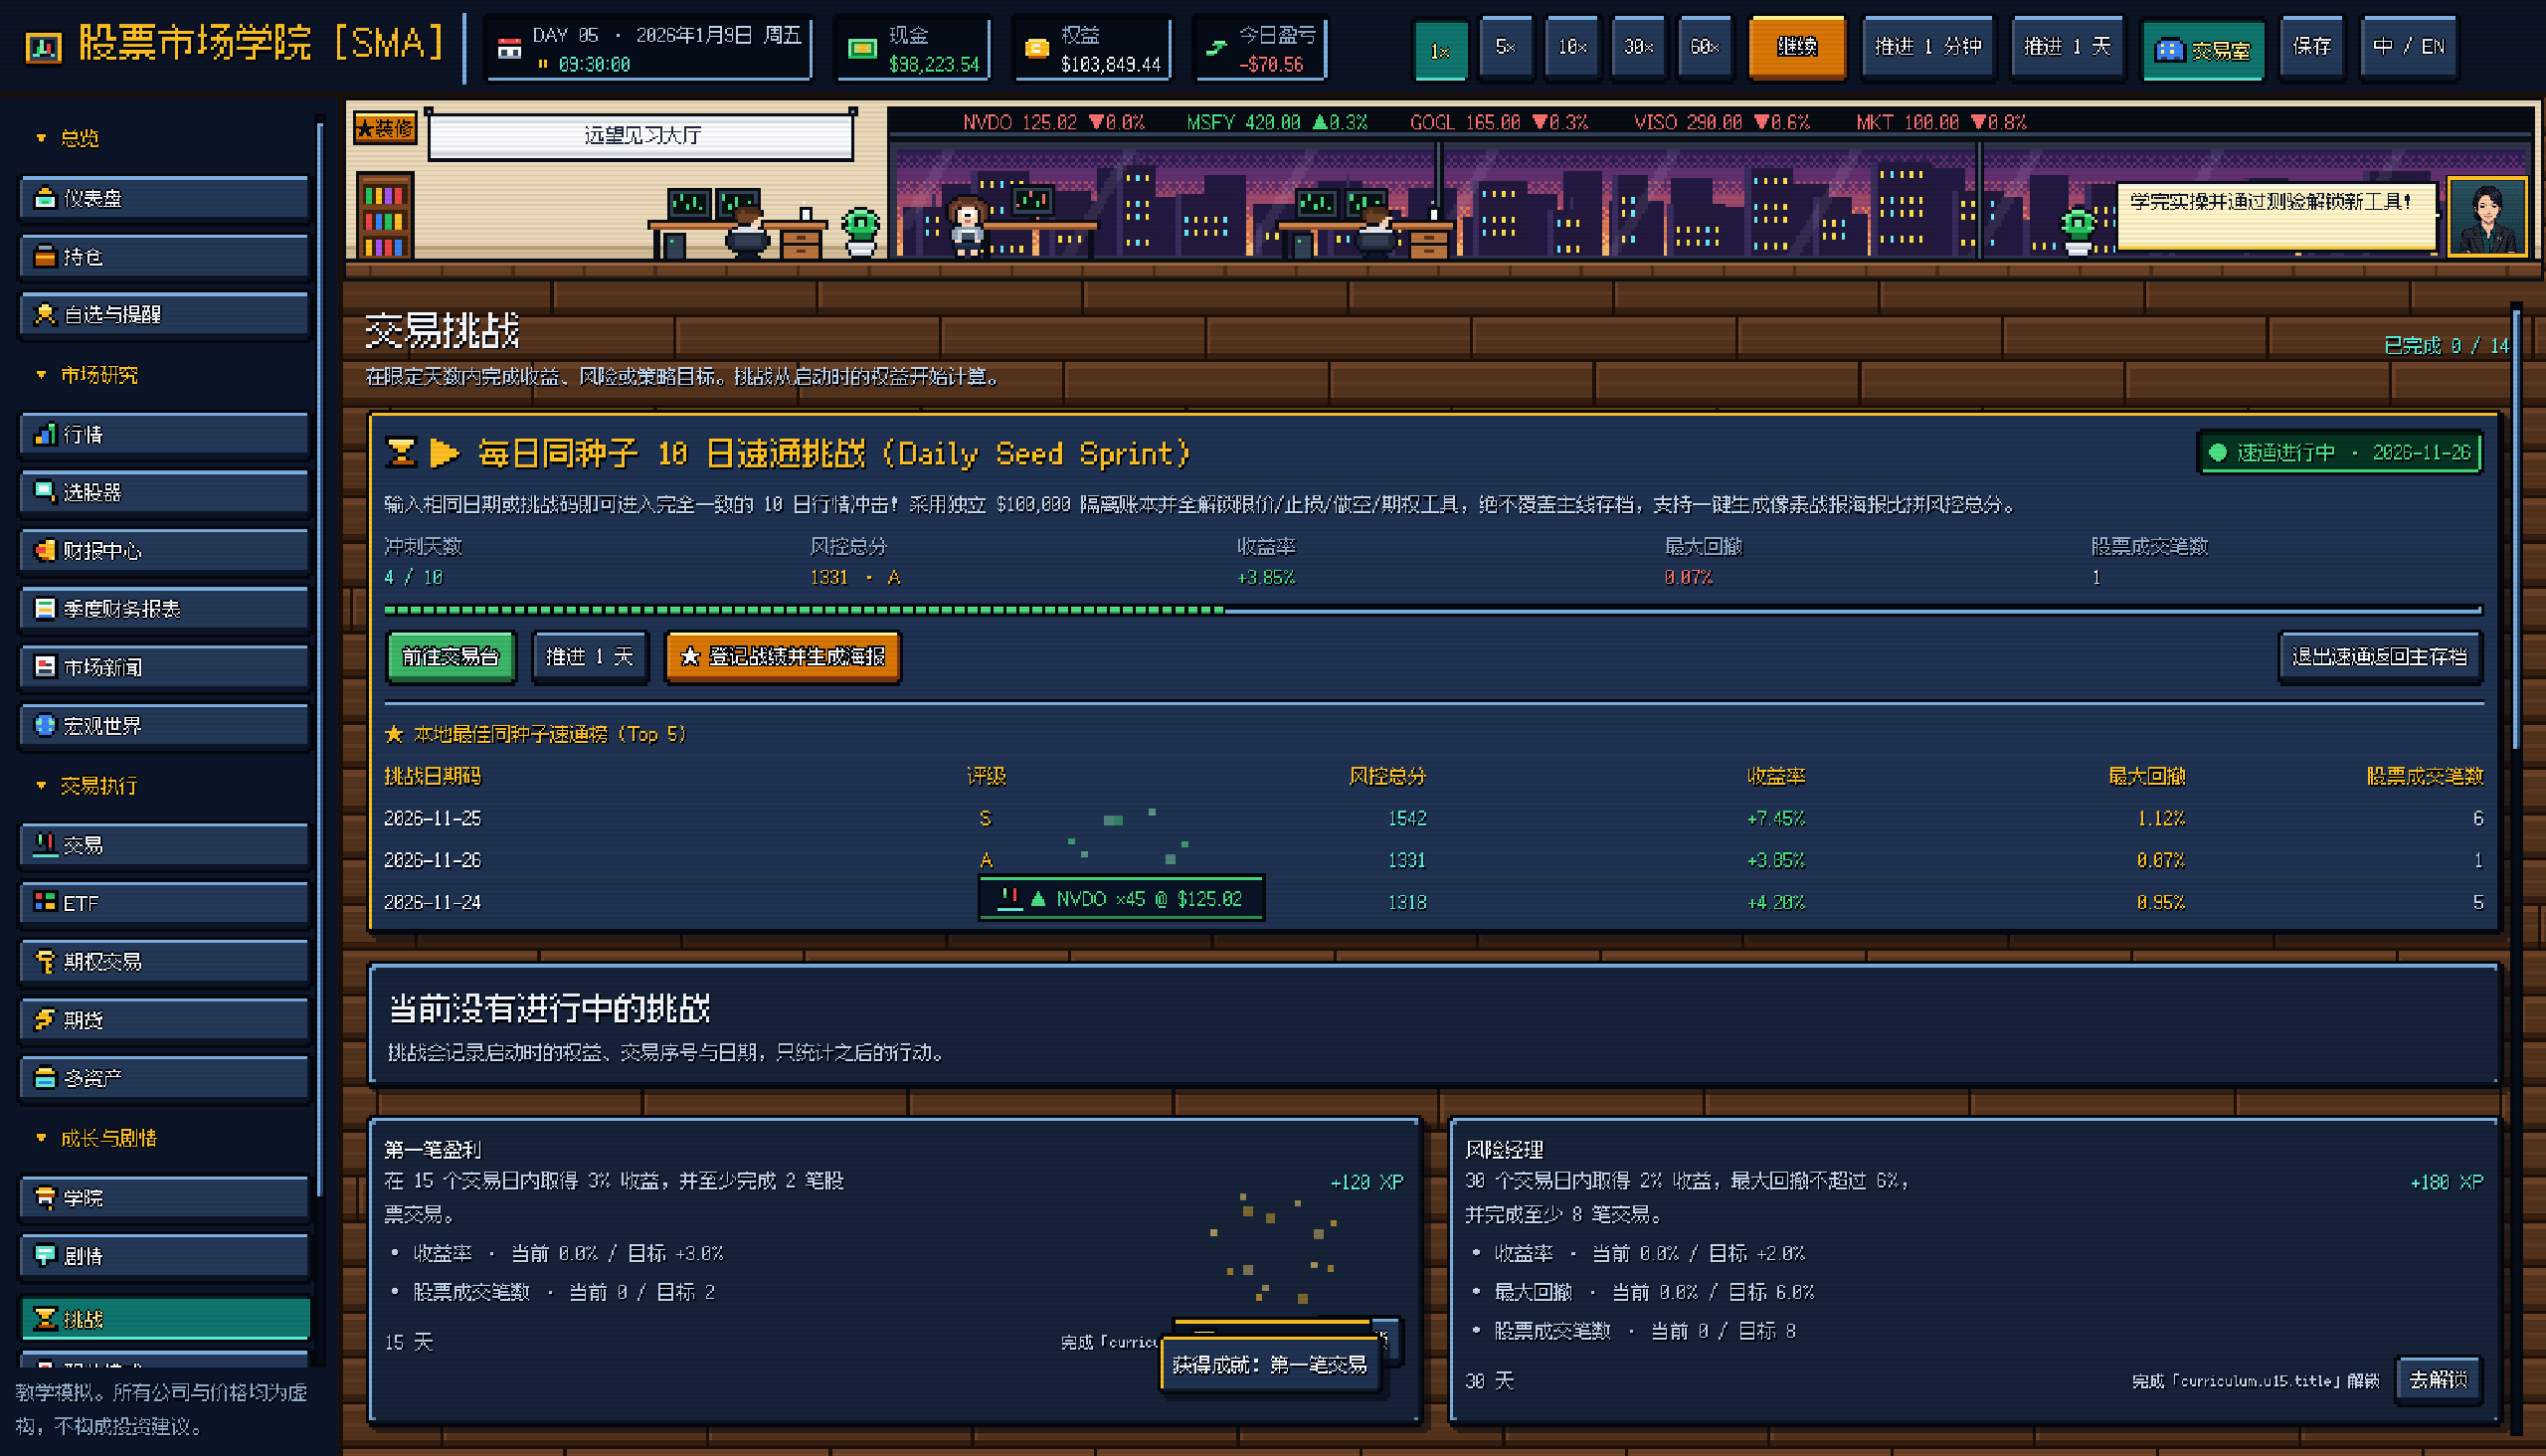 股票市场学院 [SMA]
DAY 05 · 2026年1月9日 周五
09:30:00
现金
$98,223.54
权益
$103,849.44
今日盈亏
-$70.56
1×
5×
10×
30×
60×
继续
推进 1 分钟
推进 1 天
交易室
保存
中 / EN
▼ 总览
仪表盘
持仓
自选与提醒
▼ 市场研究
行情
选股器
财报中心
季度财务报表
市场新闻
宏观世界
▼ 交易执行
交易
ETF
期权交易
期货
多资产
▼ 成长与剧情
学院
剧情
挑战
教学模拟。所有公司与价格均为虚
构，不构成投资建议。
★装修
远望见习大厅
NVDO 125.02 ▼0.0% MSFY 420.00 ▲0.3% GOGL 165.00 ▼0.3% VISO 290.00 ▼0.6% MKT 100.00 ▼0.8%
学完实操并通过测验解锁新工具！
交易挑战
已完成 0 / 14
在限定天数内完成收益、风险或策略目标。挑战从启动时的权益开始计算。
▶ 每日同种子 10 日速通挑战 (Daily Seed Sprint)
● 速通进行中 · 2026-11-26
输入相同日期或挑战码即可进入完全一致的 10 日行情冲击！采用独立 $100,000 隔离账本并全解锁限价/止损/做空/期权工具，绝不覆盖主线存档，支持一键生成像素战报海报比拼风控总分。
冲刺天数 风控总分 收益率 最大回撤 股票成交笔数
4 / 10 1331 · A +3.85% 0.07% 1
前往交易台
推进 1 天
★ 登记战绩并生成海报
退出速通返回主存档
★ 本地最佳同种子速通榜 (Top 5)
挑战日期码 评级 风控总分 收益率 最大回撤 股票成交笔数
2026-11-25 S 1542 +7.45% 1.12% 6
2026-11-26 A 1331 +3.85% 0.07% 1
2026-11-24 1318 +4.20% 0.95% 5
▲ NVDO ×45 @ $125.02
当前没有进行中的挑战
挑战会记录启动时的权益、交易序号与日期，只统计之后的行动。
第一笔盈利
在 15 个交易日内取得 3% 收益，并至少完成 2 笔股
票交易。
+120 XP
• 收益率 · 当前 0.0% / 目标 +3.0%
• 股票成交笔数 · 当前 0 / 目标 2
15 天
完成「curricu
获得成就：第一笔交易
风险经理
30 个交易日内取得 2% 收益，最大回撤不超过 6%，
并完成至少 8 笔交易。
+180 XP
• 收益率 · 当前 0.0% / 目标 +2.0%
• 最大回撤 · 当前 0.0% / 目标 6.0%
• 股票成交笔数 · 当前 0 / 目标 8
30 天
完成「curriculum.u15.title」解锁
去解锁